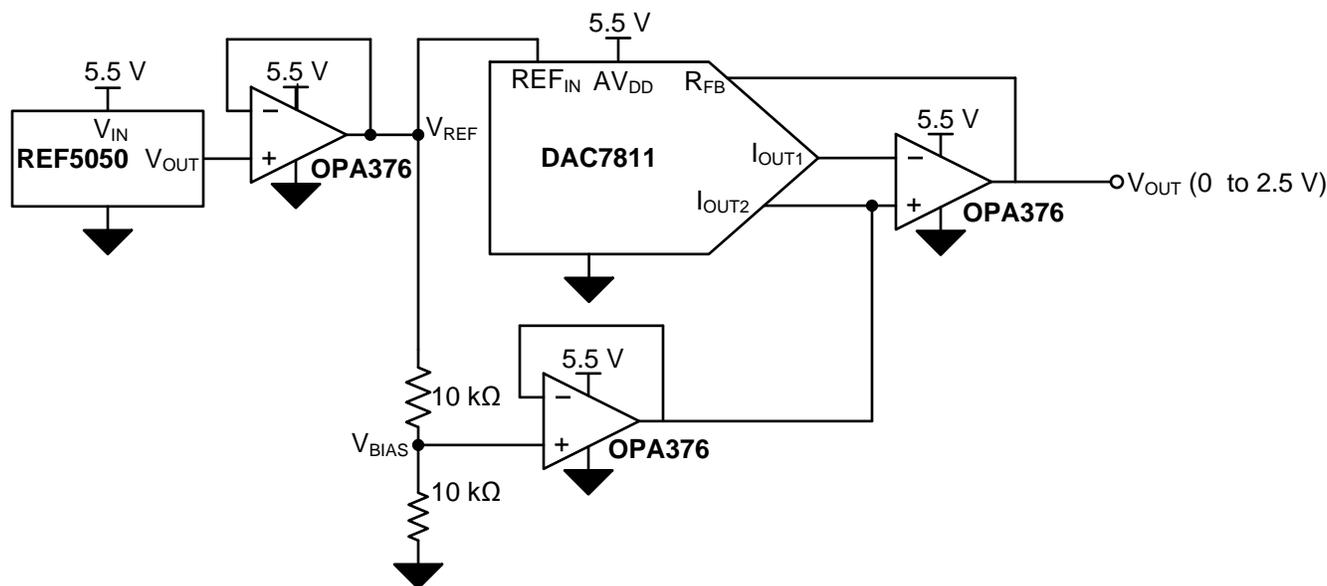 5.5 V
5.5 V
5.5 V
V_IN
REF5050
V_OUT
−
+
OPA376
V_REF
REF_IN AV_DD
R_FB
DAC7811
I_OUT1
I_OUT2
5.5 V
−
+
OPA376
V_OUT (0 to 2.5 V)
10 kΩ
V_BIAS
10 kΩ
5.5 V
−
+
OPA376